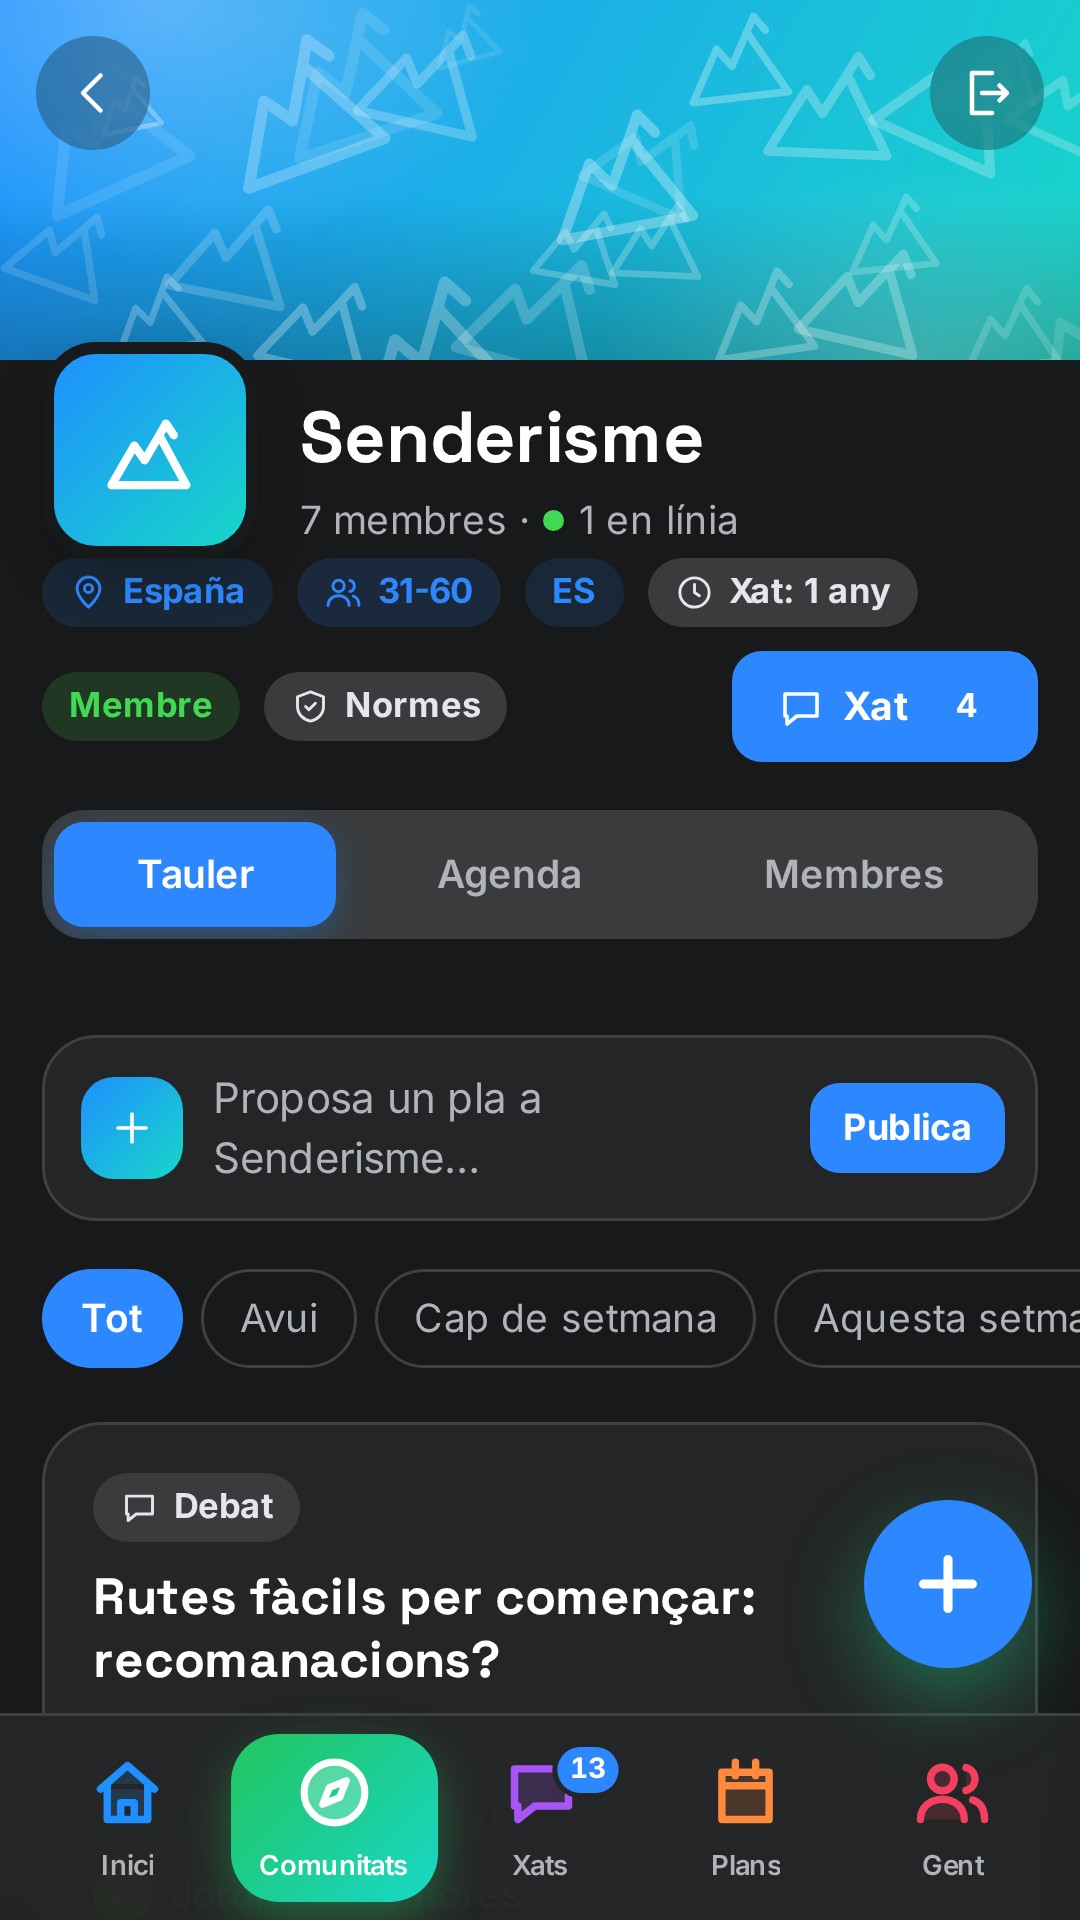 Senderisme
7 membres · 1 en línia
España
31-60
ES
Xat: 1 any
Membre
Normes
Xat 4
Tauler
Agenda
Membres
Proposa un pla a
Senderisme...
Publica
Tot
Avui
Cap de setmana
Aquesta setma
Debat
Rutes fàcils per començar:
recomanacions?
13
Inici
Comunitats
Xats
Plans
Gent